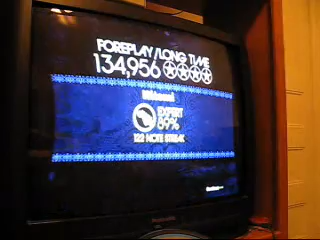 FOREPLAY/LONG TIME
134,956
EXPERT
89%
122 NOTE STREAK